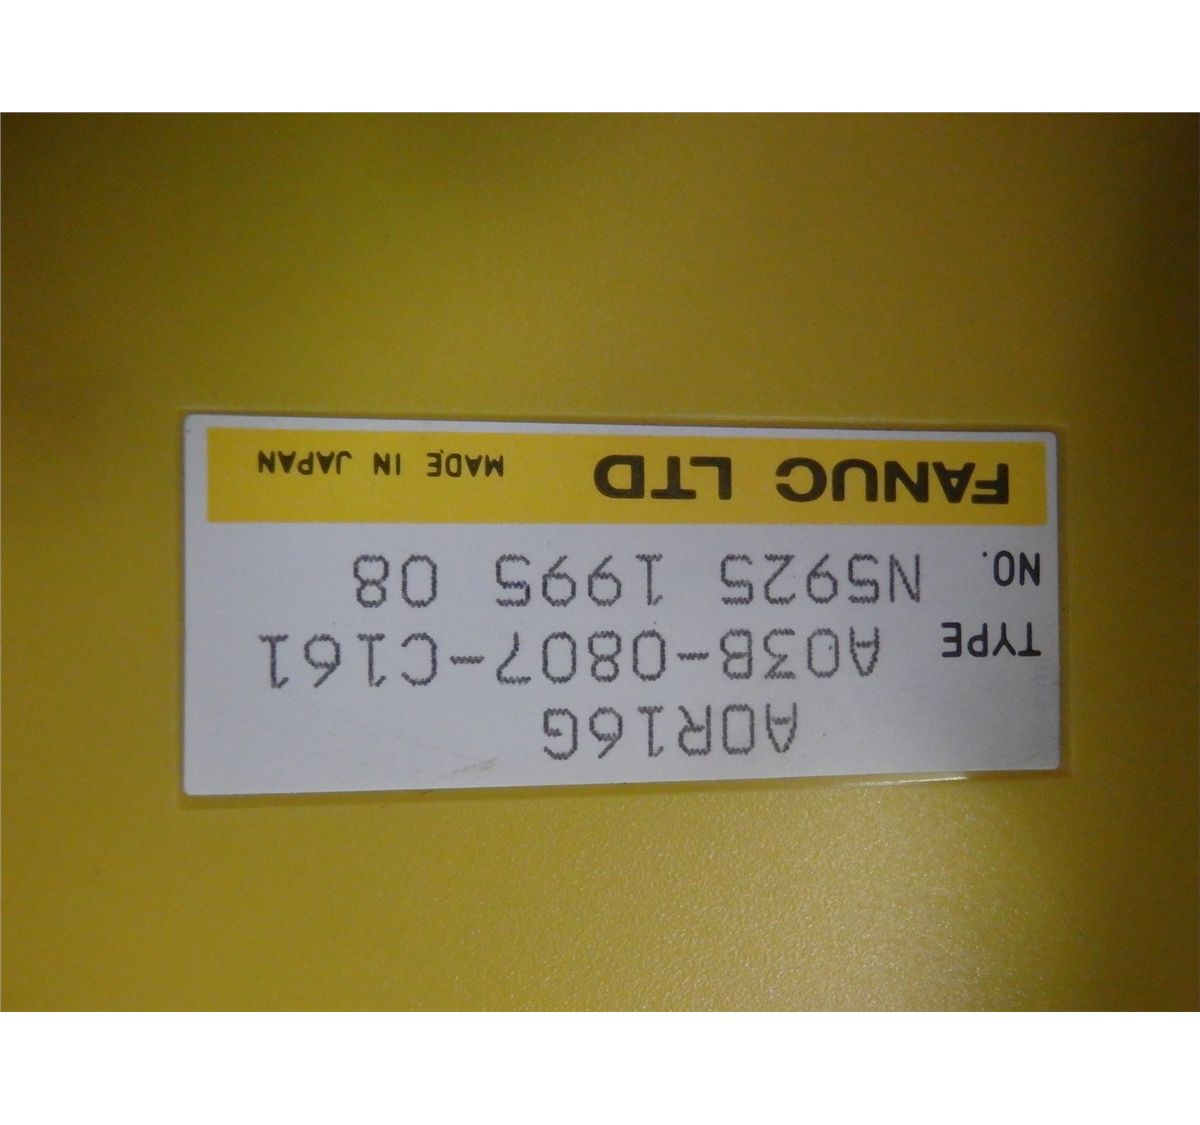 AOR16G
TYPE A03B-0807-C161
NO. N5925 1995 08
FANUC LTD MADE IN JAPAN